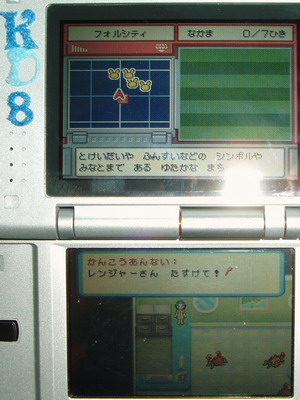 KD8
フォルシティ
なかま 0/7ひき
とけいだいや ふんすいなどの シンボルや
みなとまで ある ゆたかな まち
かんこうあんない:
レンジャーさん たすけて!